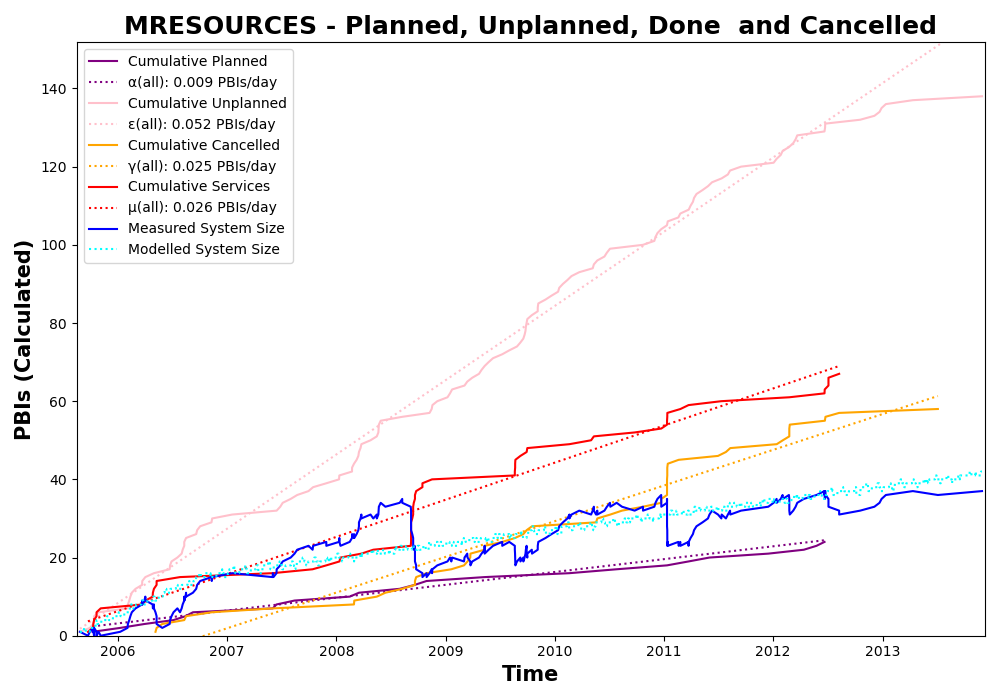 MRESOURCES - Planned, Unplanned, Done  and Cancelled
Cumulative Planned
α(all): 0.009 PBIs/day
Cumulative Unplanned
ε(all): 0.052 PBIs/day
Cumulative Cancelled
γ(all): 0.025 PBIs/day
Cumulative Services
μ(all): 0.026 PBIs/day
Measured System Size
Modelled System Size
PBIs (Calculated)
140
120
100
80
60
40
20
0
2006 2007 2008 2009 2010 2011 2012 2013
Time